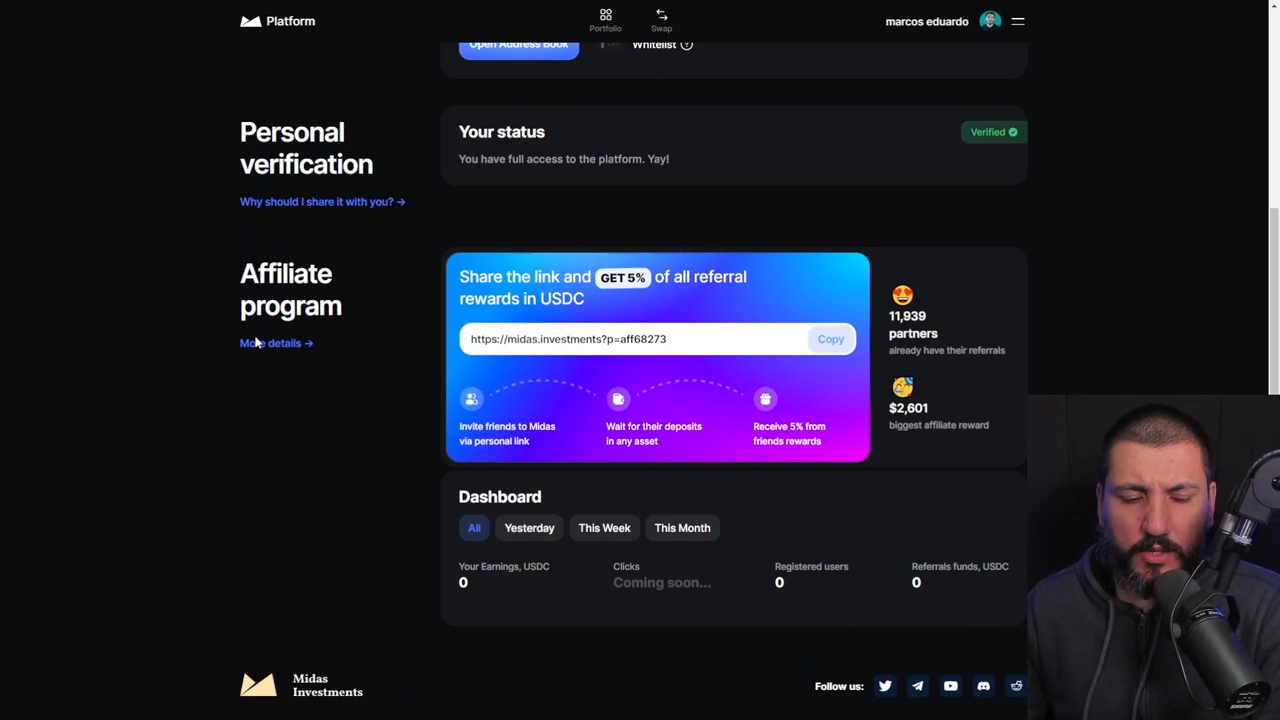 Platform
Portfolio
Swap
marcos eduardo
Open Address Book
Whitelist
Personal
verification
Why should I share it with you? →
Your status
Verified
You have full access to the platform. Yay!
Affiliate
program
More details →
Share the link and GET 5% of all referral
rewards in USDC
https://midas.investments?p=aff68273
Copy
Invite friends to Midas
via personal link
Wait for their deposits
in any asset
Receive 5% from
friends rewards
11,939
partners
already have their referrals
$2,601
biggest affiliate reward
Dashboard
All
Yesterday
This Week
This Month
Your Earnings, USDC
0
Clicks
Coming soon...
Registered users
0
Referrals funds, USDC
0
Midas
Investments
Follow us: